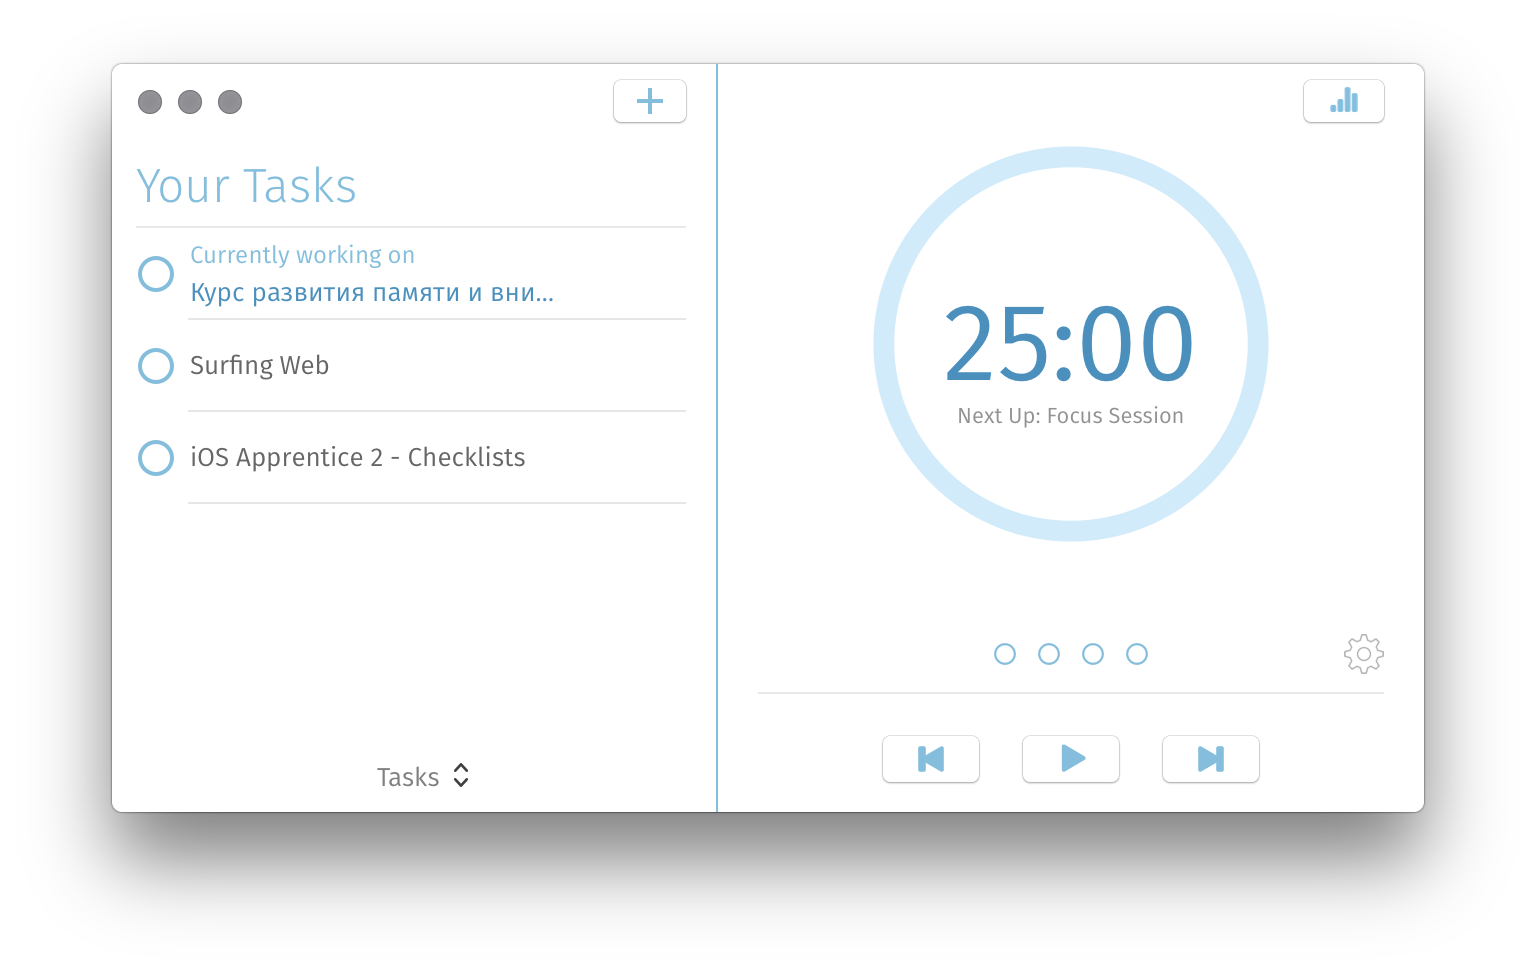 Your Tasks
Currently working on
Курс развития памяти и вни...
Surfing Web
iOS Apprentice 2 - Checklists
Tasks
25:00
Next Up: Focus Session